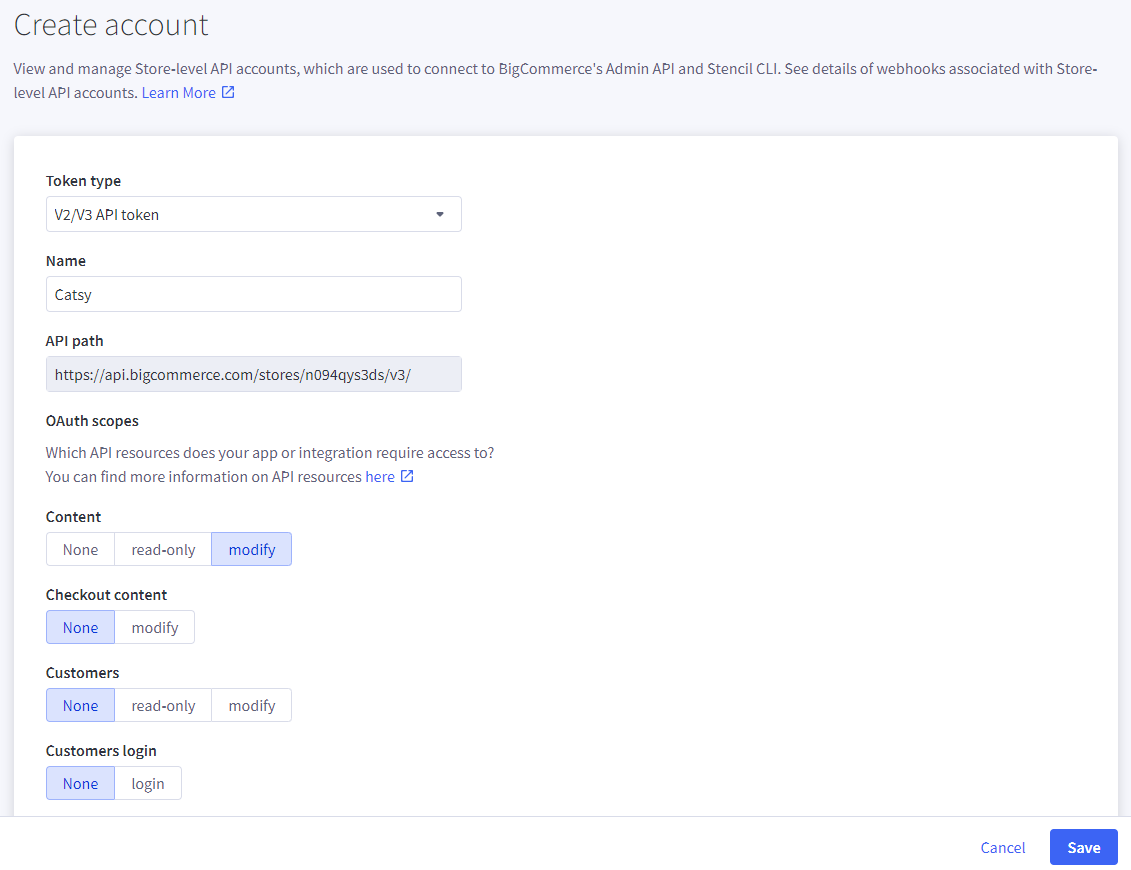 Create account
View and manage Store-level API accounts, which are used to connect to BigCommerce's Admin API and Stencil CLI. See details of webhooks associated with Store-
level API accounts. Learn More
Token type
V2/V3 API token
Name
Catsy
API path
https://api.bigcommerce.com/stores/n094qys3ds/v3/
OAuth scopes
Which API resources does your app or integration require access to?
You can find more information on API resources here
Content
None read-only modify
Checkout content
None modify
Customers
None read-only modify
Customers login
None login
Cancel Save